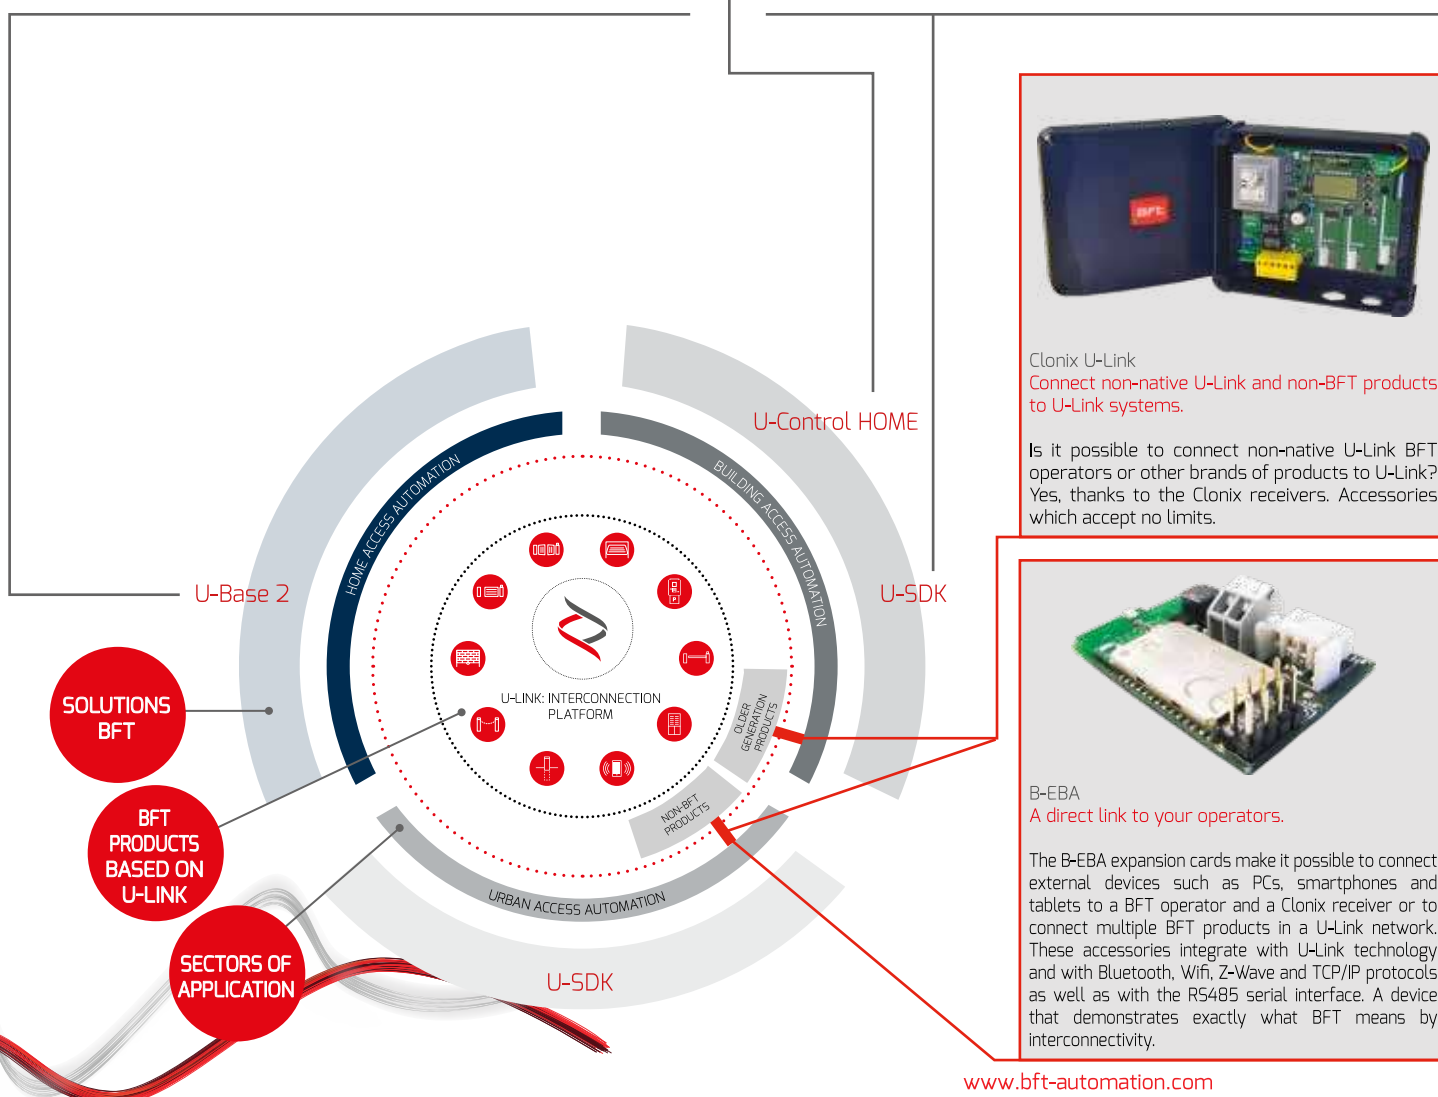 BFT
Clonix U-Link
Connect non-native U-Link and non-BFT products
to U-Link systems.
Is it possible to connect non-native U-Link BFT
operators or other brands of products to U-Link?
Yes, thanks to the Clonix receivers. Accessories
which accept no limits.
U-Control HOME
HOME ACCESS AUTOMATION
BUILDING ACCESS AUTOMATION
U-Base 2
U-SDK
P
U-LINK: INTERCONNECTION
PLATFORM
SOLUTIONS
BFT
OLDER
GENERATION
PRODUCTS
NON-BFT
PRODUCTS
BFT
PRODUCTS
BASED ON
U-LINK
URBAN ACCESS AUTOMATION
SECTORS OF
APPLICATION
U-SDK
B-EBA
A direct link to your operators.
The B-EBA expansion cards make it possible to connect
external devices such as PCs, smartphones and
tablets to a BFT operator and a Clonix receiver or to
connect multiple BFT products in a U-Link network.
These accessories integrate with U-Link technology
and with Bluetooth, Wifi, Z-Wave and TCP/IP protocols
as well as with the RS485 serial interface. A device
that demonstrates exactly what BFT means by
interconnectivity.
www.bft-automation.com